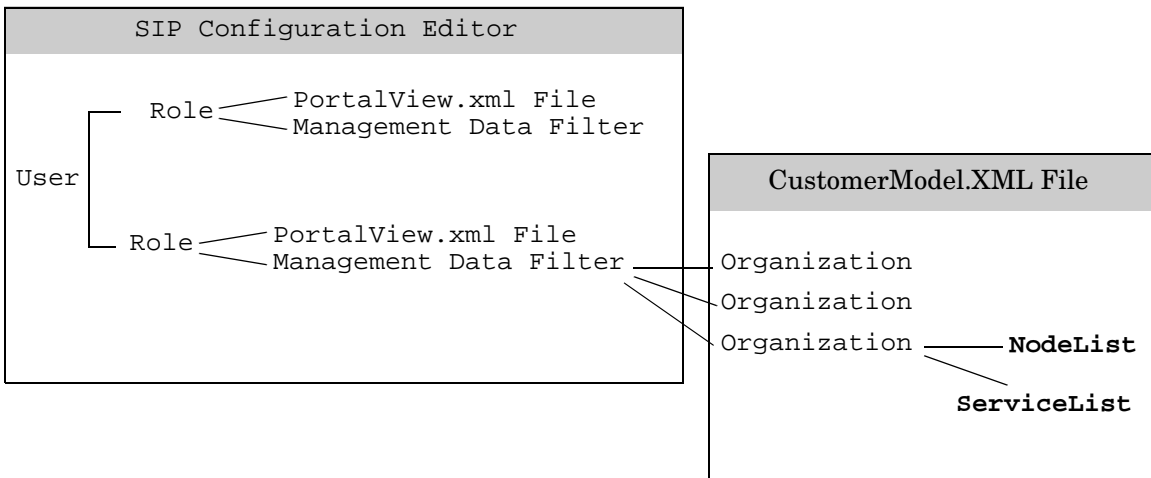 SIP Configuration Editor
Role
PortalView.xml File
Management Data Filter
User
Role
PortalView.xml File
Management Data Filter
CustomerModel.XML File
Organization
Organization
Organization
NodeList
ServiceList